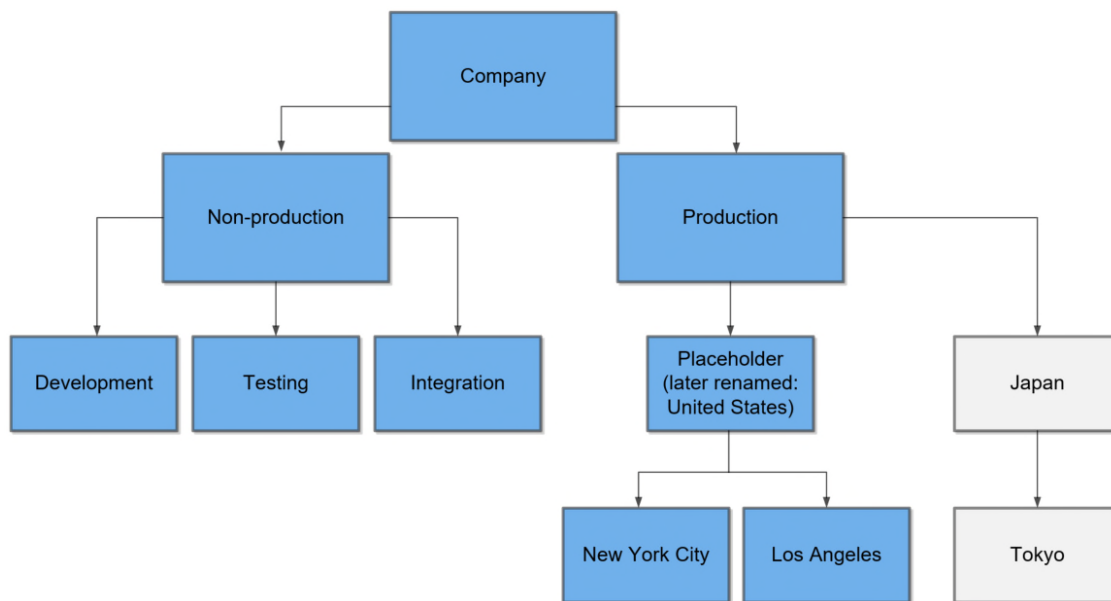 Company
Non-production
Production
Development
Testing
Integration
Placeholder
(later renamed:
United States)
Japan
New York City
Los Angeles
Tokyo